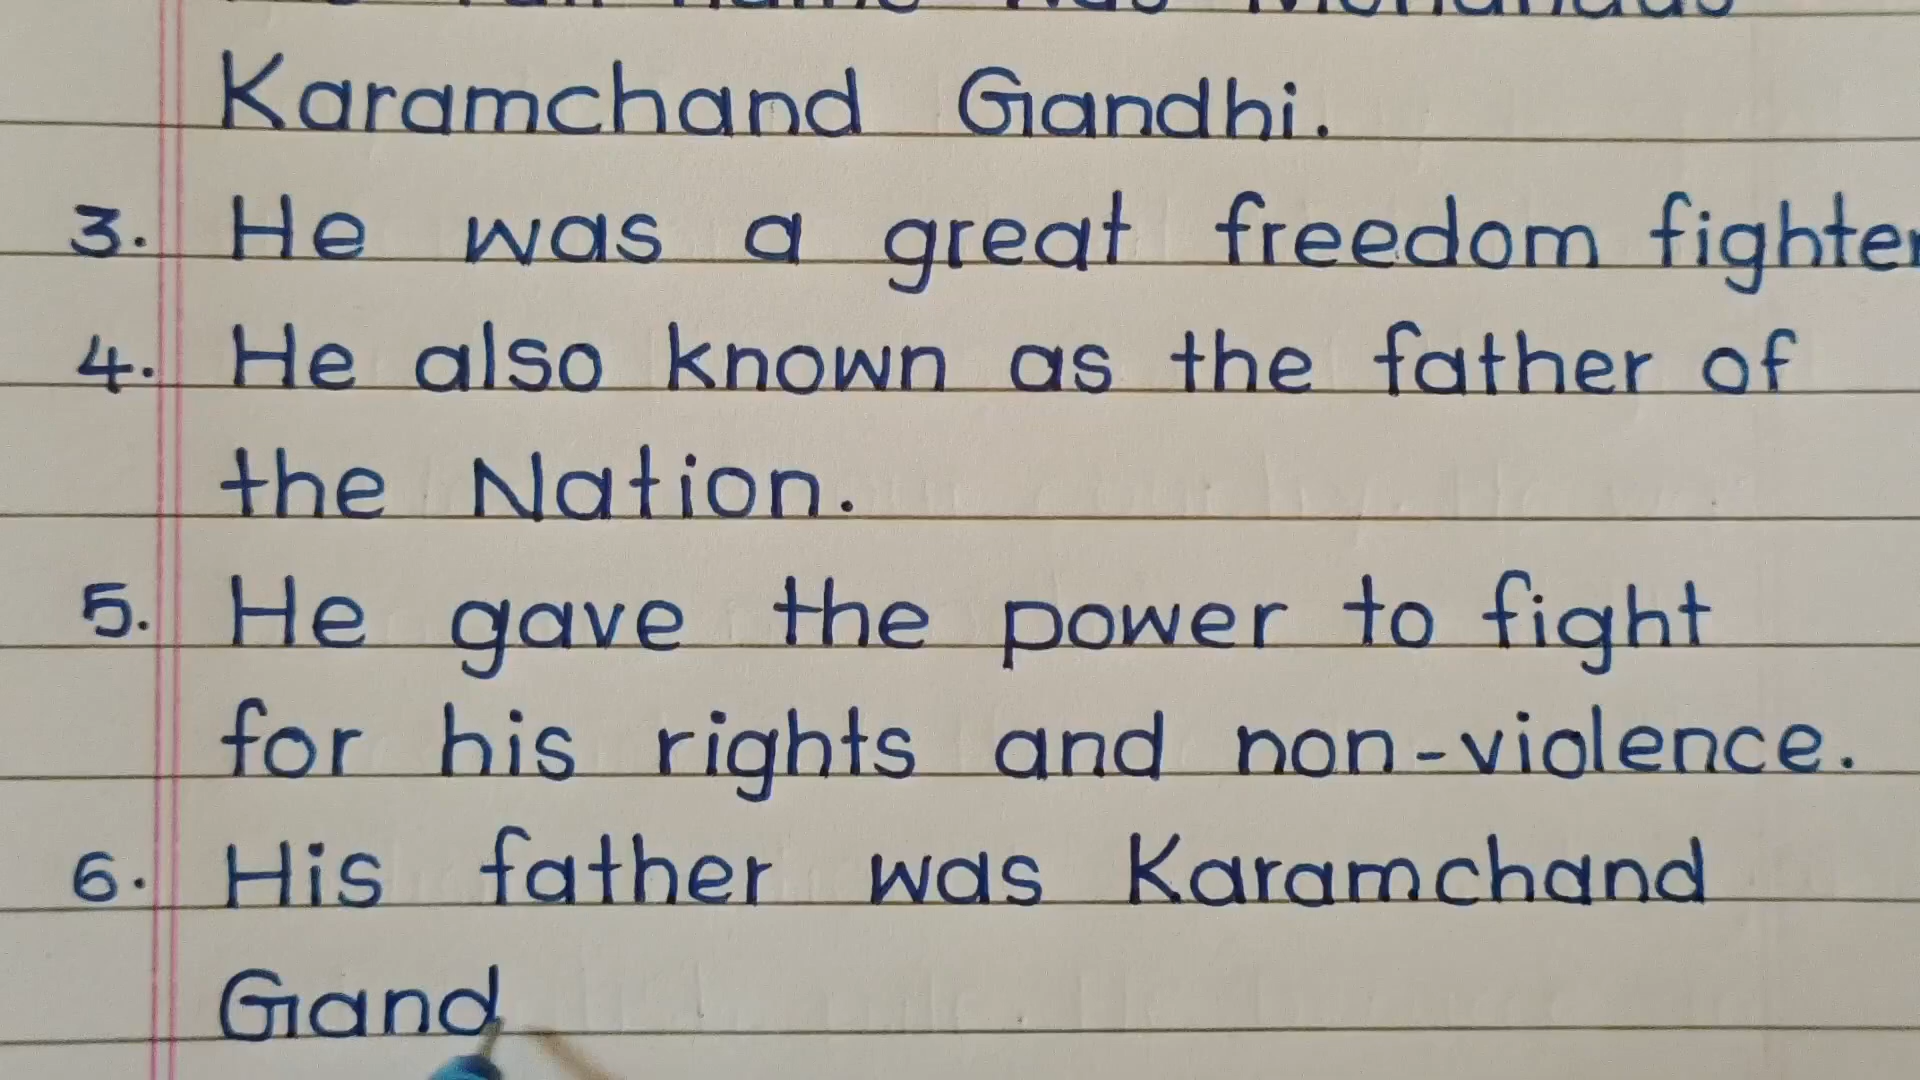 Karamchand Gandhi.
3. He was a great freedom fighter
4. He also known as the father of
the Nation.
5. He gave the power to fight
for his rights and non-violence.
6. His father was Karamchand
Gand